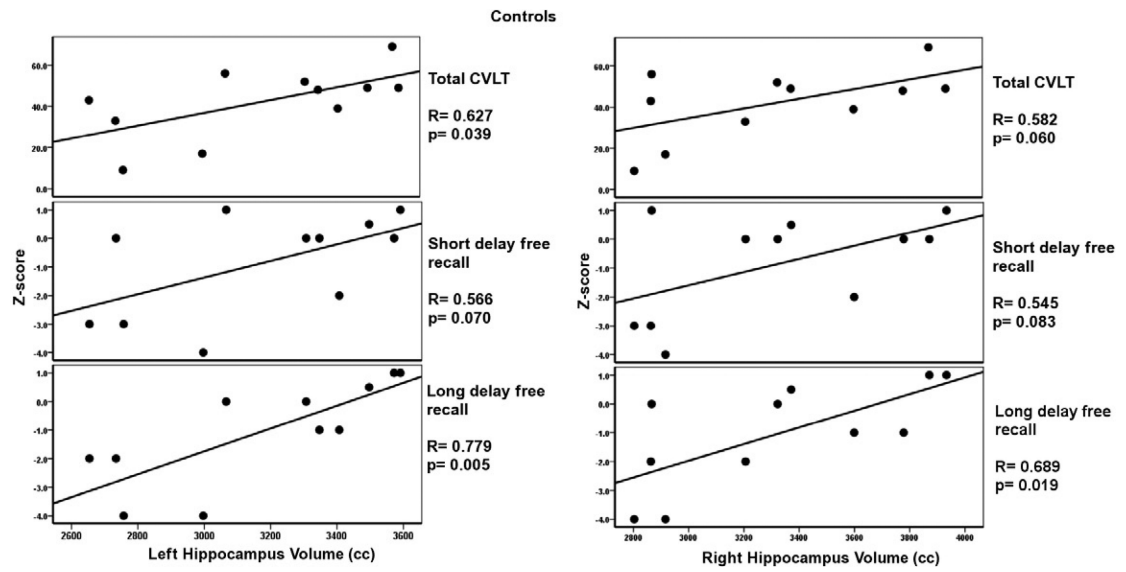 Controls
60.0
40.0
20.0
0.0
Total CVLT
R= 0.627
p= 0.039
Z-score
1.0
0.0
-1.0
-2.0
-3.0
-4.0
Short delay free
recall
R= 0.566
p= 0.070
1.0
0.0
-1.0
-2.0
-3.0
-4.0
Long delay free
recall
R= 0.779
p= 0.005
2600 2800 3000 3200 3400 3600
Left Hippocampus Volume (cc)
60.0
40.0
20.0
0.0
Total CVLT
R= 0.582
p= 0.060
Z-score
1.0
0.0
-1.0
-2.0
-3.0
-4.0
Short delay free
recall
R= 0.545
p= 0.083
1.0
0.0
-1.0
-2.0
-3.0
-4.0
Long delay free
recall
R= 0.689
p= 0.019
2800 3000 3200 3400 3600 3800 4000
Right Hippocampus Volume (cc)